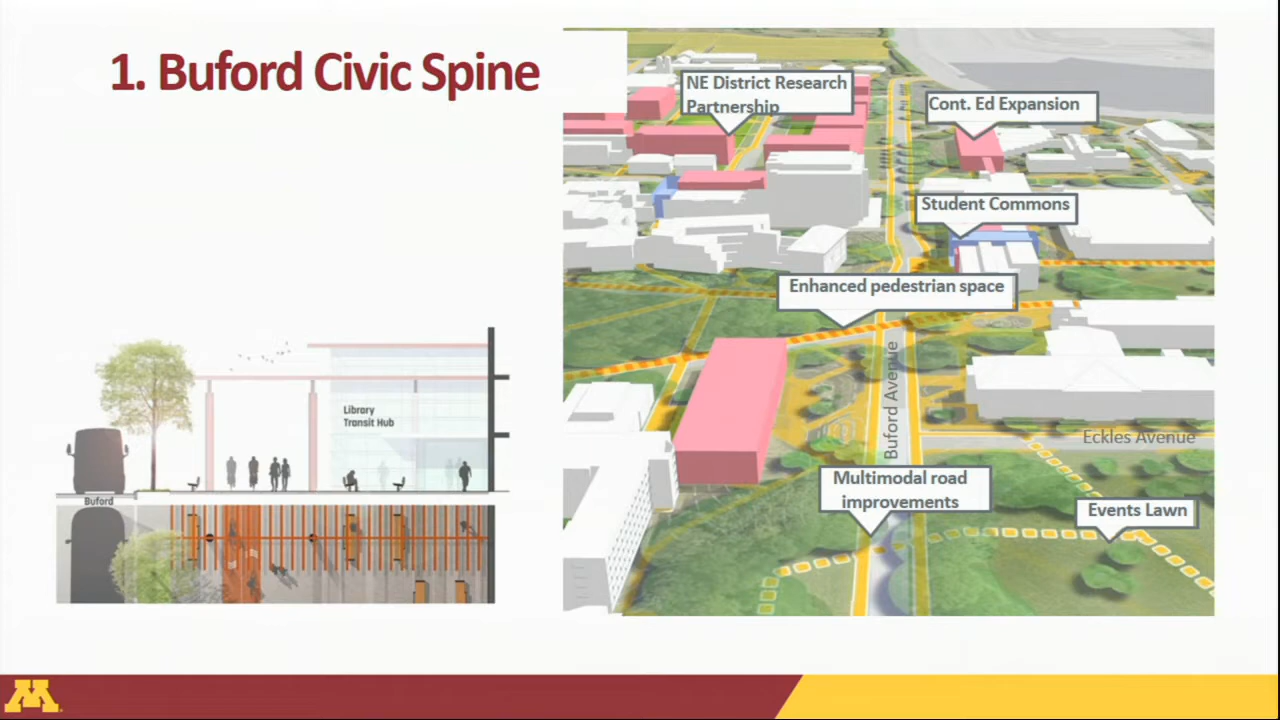 1. Buford Civic Spine
NE District Research
Partnership
Cont. Ed Expansion
Student Commons
Enhanced pedestrian space
Buford Avenue
Eckles Avenue
Multimodal road
improvements
Events Lawn
Library
Transit Hub
Buford
M